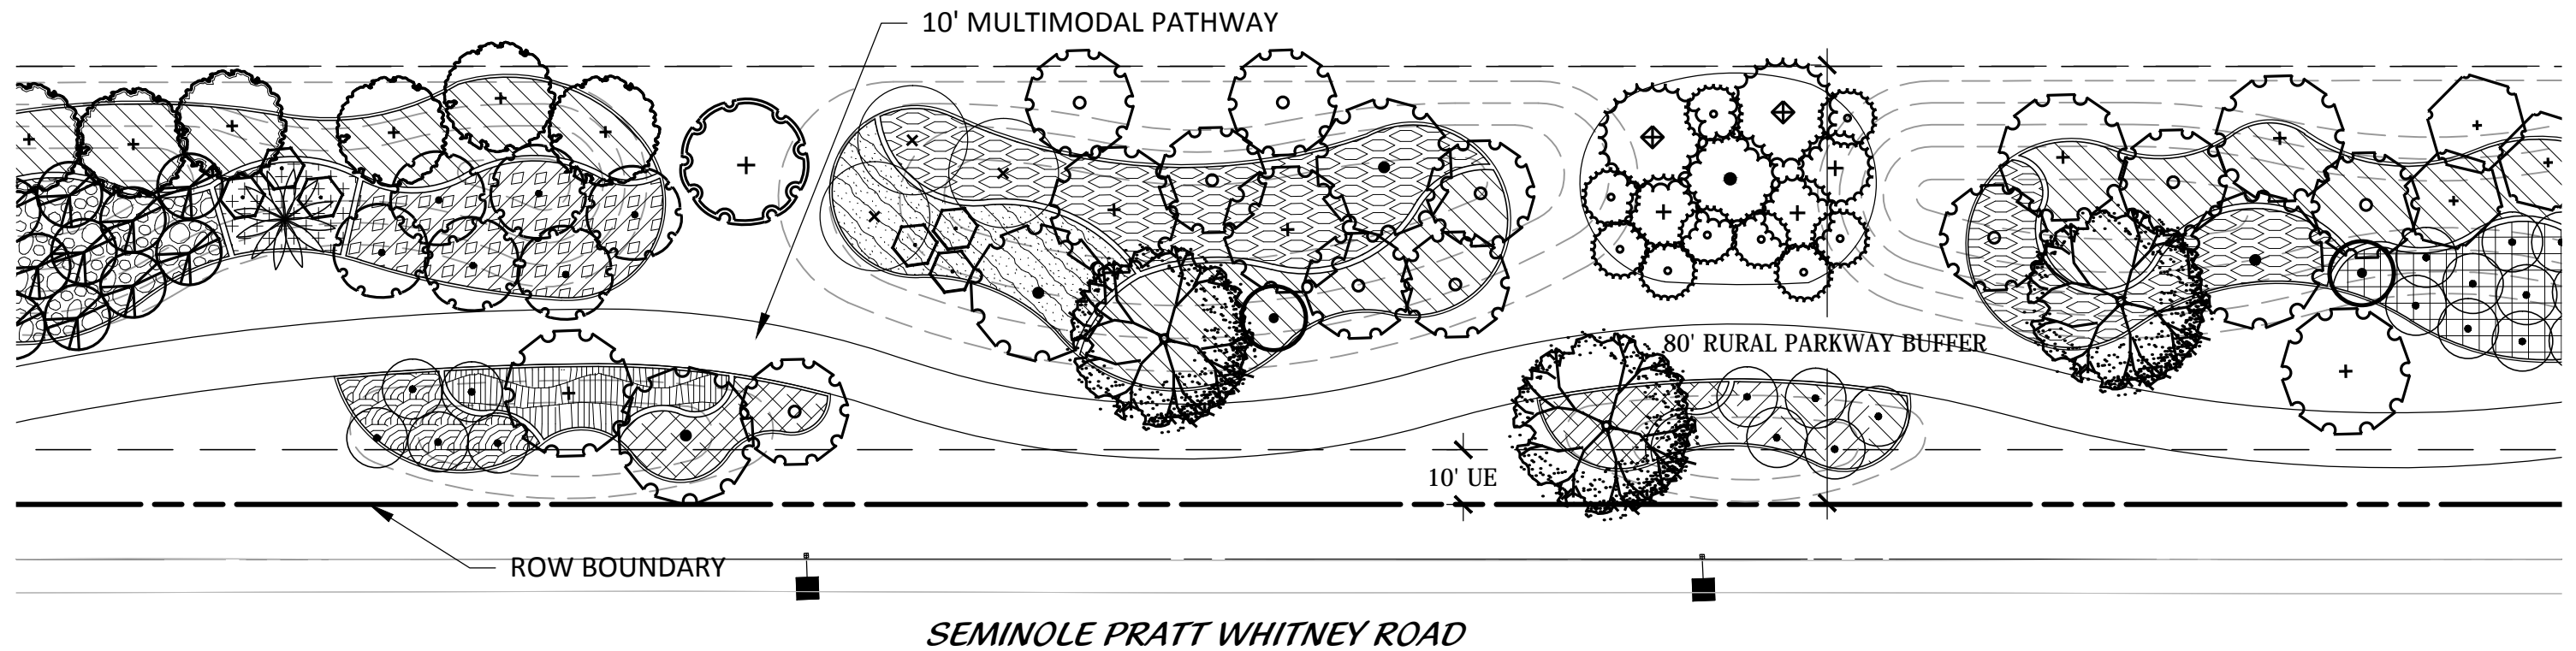 10' MULTIMODAL PATHWAY
80' RURAL PARKWAY BUFFER
10' UE
ROW BOUNDARY
SEMINOLE PRATT WHITNEY ROAD